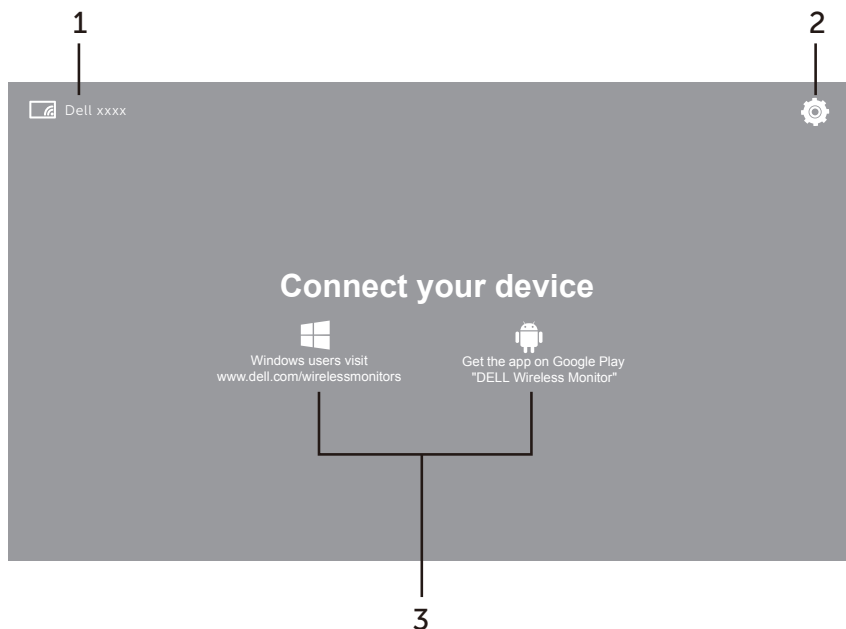 1
2
Dell xxxx
Connect your device
Windows users visit
www.dell.com/wirelessmonitors
Get the app on Google Play
"DELL Wireless Monitor"
3